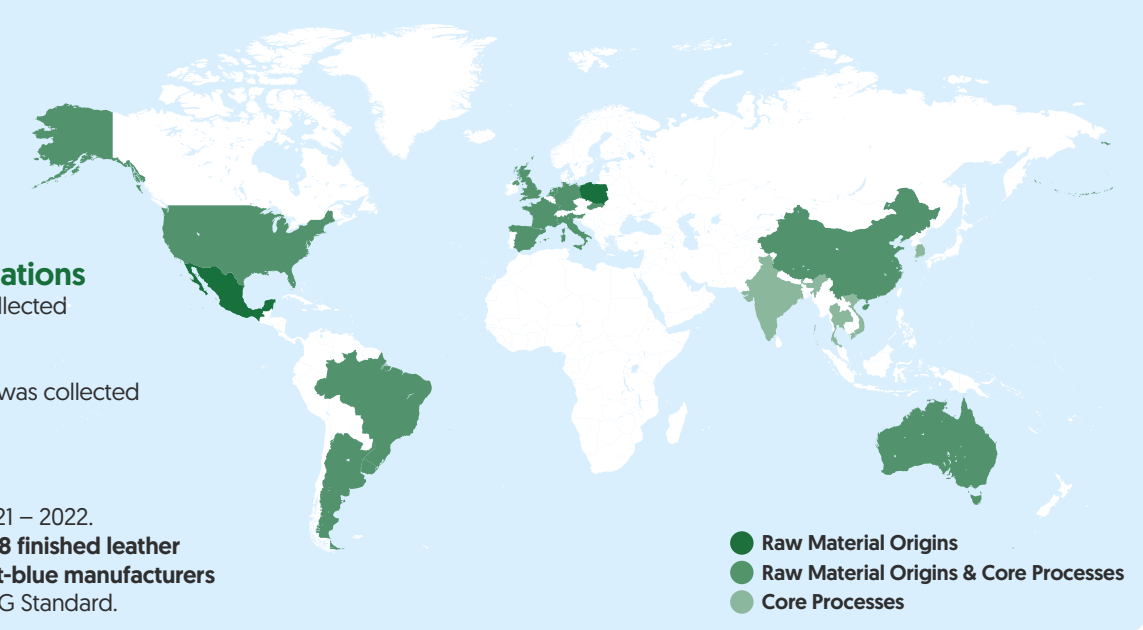 ations
llected
was collected
21 – 2022.
8 finished leather
t-blue manufacturers
G Standard.
Raw Material Origins
Raw Material Origins & Core Processes
Core Processes